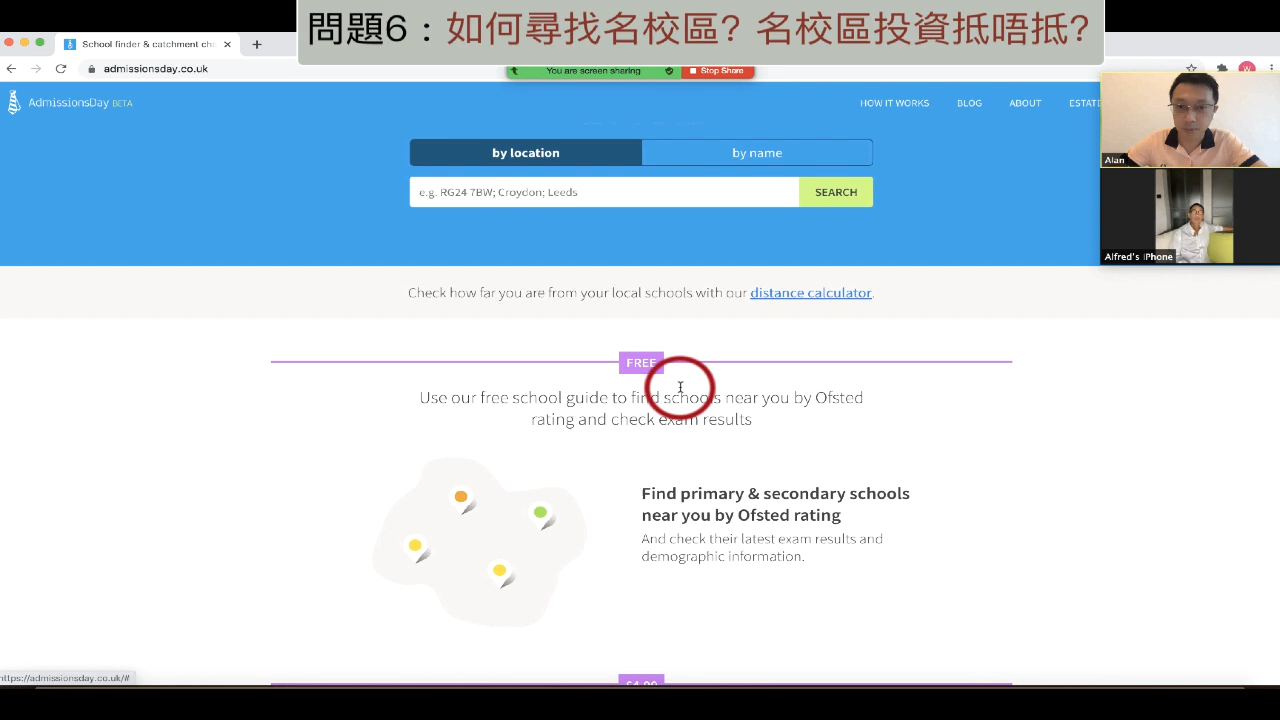 問題6：如何尋找名校區? 名校區投資抵唔抵?
School finder & catchment ch
admissionsday.co.uk
You are screen sharing
Stop Share
AdmissionsDay BETA
HOW IT WORKS
BLOG
ABOUT
ESTATE
Alan
Alfred's iPhone
by location
by name
e.g. RG24 7BW; Croydon; Leeds
SEARCH
Check how far you are from your local schools with our distance calculator.
FREE
Use our free school guide to find schools near you by Ofsted
rating and check exam results
Find primary & secondary schools
near you by Ofsted rating
And check their latest exam results and
demographic information.
https://admissionsday.co.uk/#